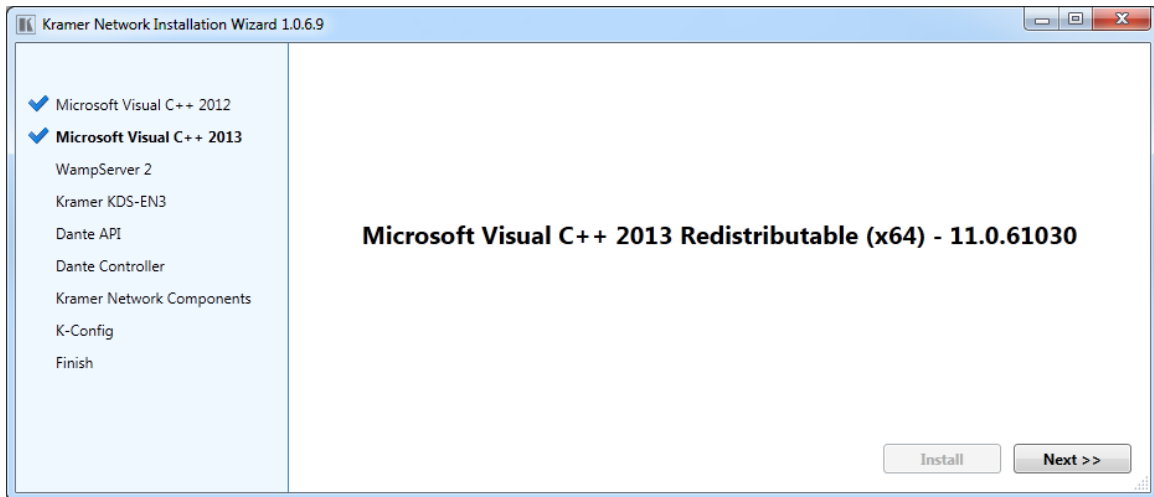 Kramer Network Installation Wizard 1.0.6.9
Microsoft Visual C++ 2012
Microsoft Visual C++ 2013
WampServer 2
Kramer KDS-EN3
Dante API
Dante Controller
Kramer Network Components
K-Config
Finish
Microsoft Visual C++ 2013 Redistributable (x64) - 11.0.61030
Install
Next >>